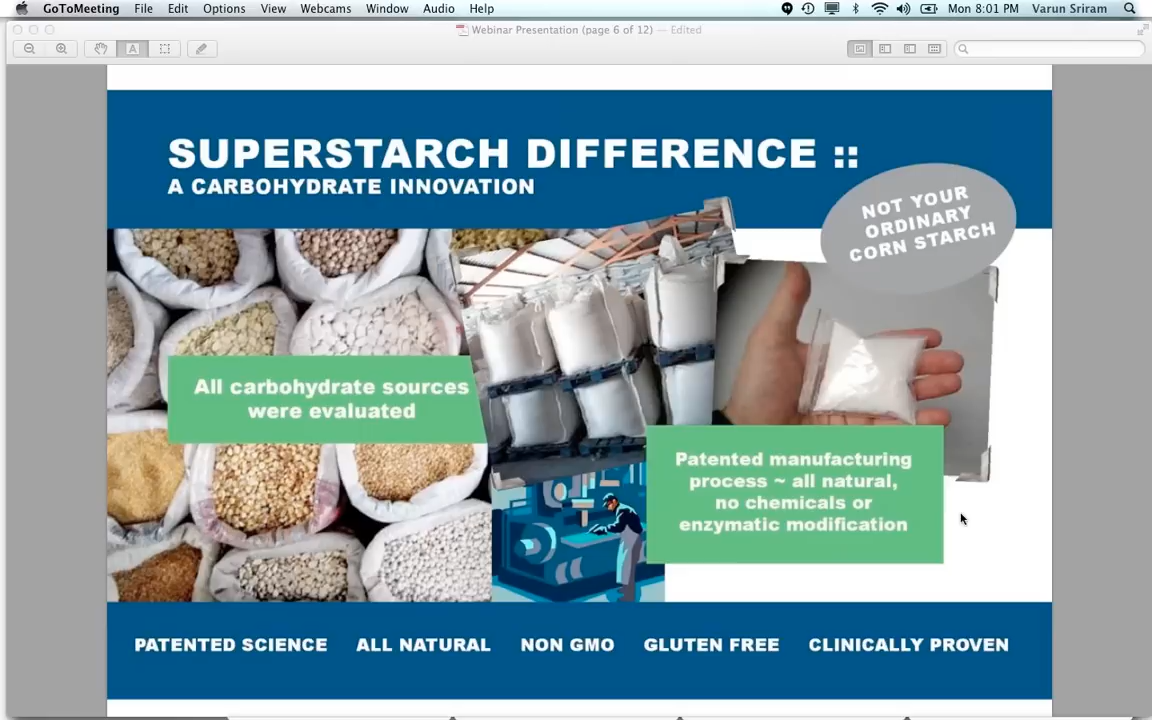 GoToMeeting File Edit Options View Webcams Window Audio Help Mon 8:01 PM Varun Sriram
Webinar Presentation (page 6 of 12) — Edited
SUPERSTARCH DIFFERENCE ::
A CARBOHYDRATE INNOVATION
NOT YOUR
ORDINARY
CORN STARCH
All carbohydrate sources
were evaluated
Patented manufacturing
process ~ all natural,
no chemicals or
enzymatic modification
PATENTED SCIENCE ALL NATURAL NON GMO GLUTEN FREE CLINICALLY PROVEN